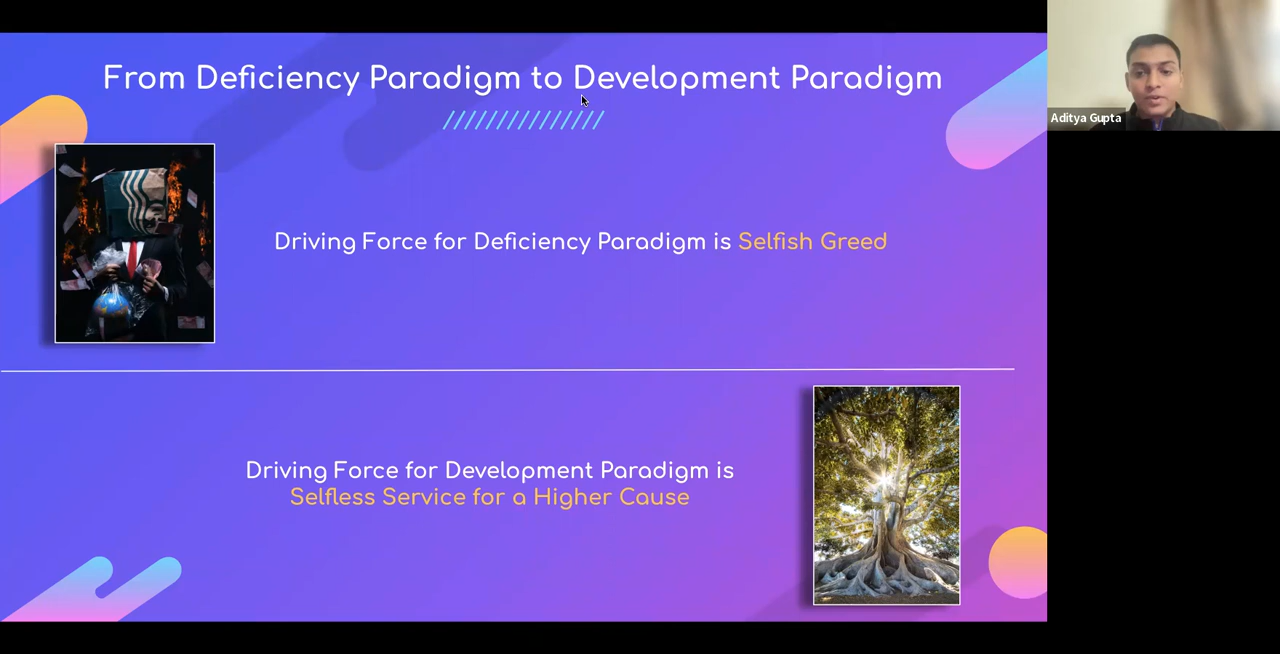 From Deficiency Paradigm to Development Paradigm
Aditya Gupta
Driving Force for Deficiency Paradigm is Selfish Greed
Driving Force for Development Paradigm is
Selfless Service for a Higher Cause